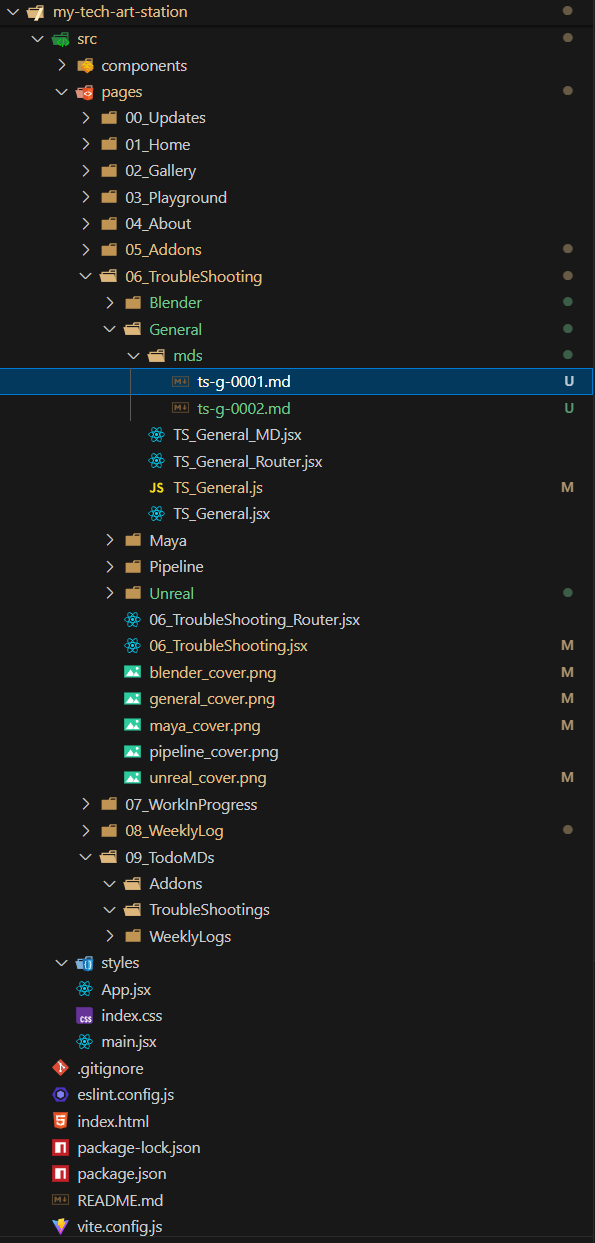 my-tech-art-station
src
components
pages
00_Updates
01_Home
02_Gallery
03_Playground
04_About
05_Addons
06_TroubleShooting
Blender
General
mds
ts-g-0001.md U
ts-g-0002.md U
TS_General_MD.jsx
TS_General_Router.jsx
JS TS_General.js M
TS_General.jsx
Maya
Pipeline
Unreal
06_TroubleShooting_Router.jsx
06_TroubleShooting.jsx M
blender_cover.png M
general_cover.png M
maya_cover.png M
pipeline_cover.png
unreal_cover.png M
07_WorkInProgress
08_WeeklyLog
09_TodoMDs
Addons
TroubleShootings
WeeklyLogs
styles
App.jsx
CSS index.css
main.jsx
.gitignore
eslint.config.js
index.html
package-lock.json
package.json
README.md
vite.config.js